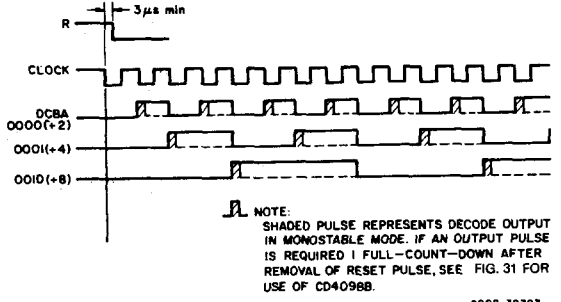 3μs min
R
CLOCK
DCBA
0000(÷2)
0001(÷4)
0010(÷8)
NOTE:
SHADED PULSE REPRESENTS DECODE OUTPUT
IN MONOSTABLE MODE. IF AN OUTPUT PULSE
IS REQUIRED 1 FULL-COUNT-DOWN AFTER
REMOVAL OF RESET PULSE, SEE FIG. 31 FOR
USE OF CD4098B.